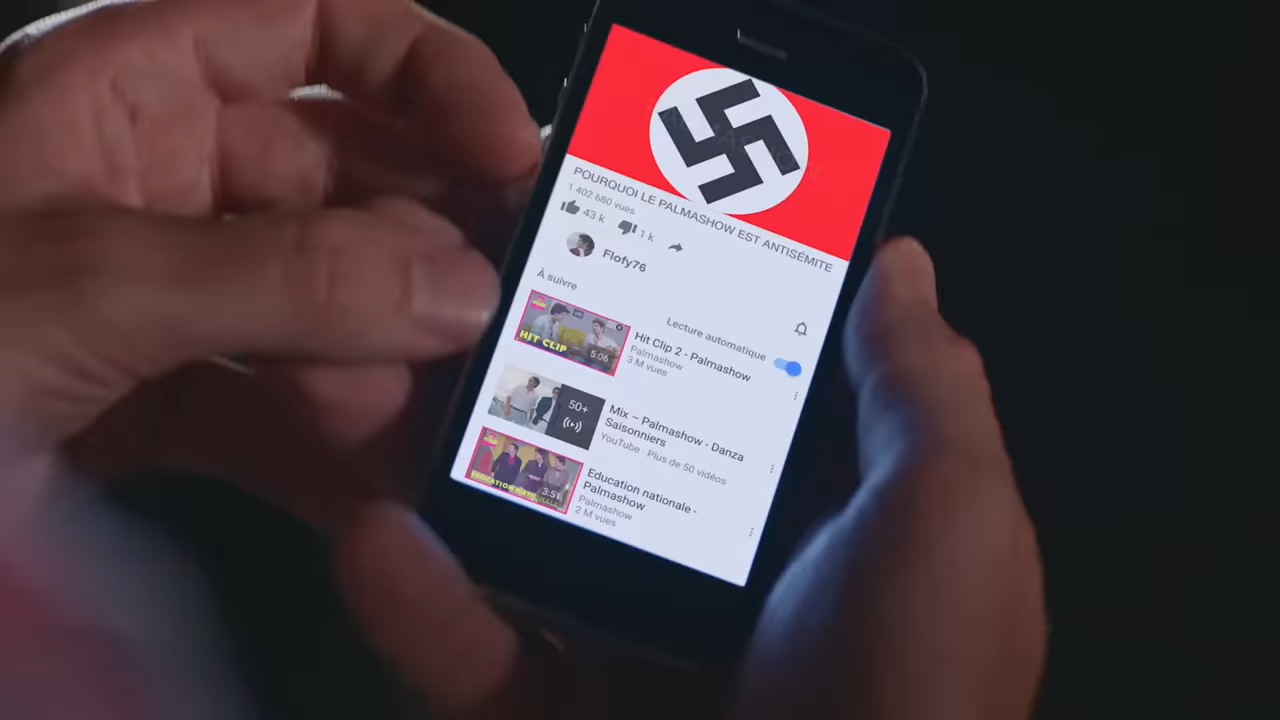 POURQUOI LE PALMASHOW EST ANTISÉMITE
1 402 680 vues
43 k
1 k
Flofy76
À suivre
Lecture automatique
HIT CLIP
5:06
Hit Clip 2 - Palmashow
Palmashow
3 M vues
50+
Mix – Palmashow - Danza
Saisonniers
YouTube · Plus de 50 vidéos
EDUCATION NATIONALE
3:51
Education nationale -
Palmashow
Palmashow
2 M vues